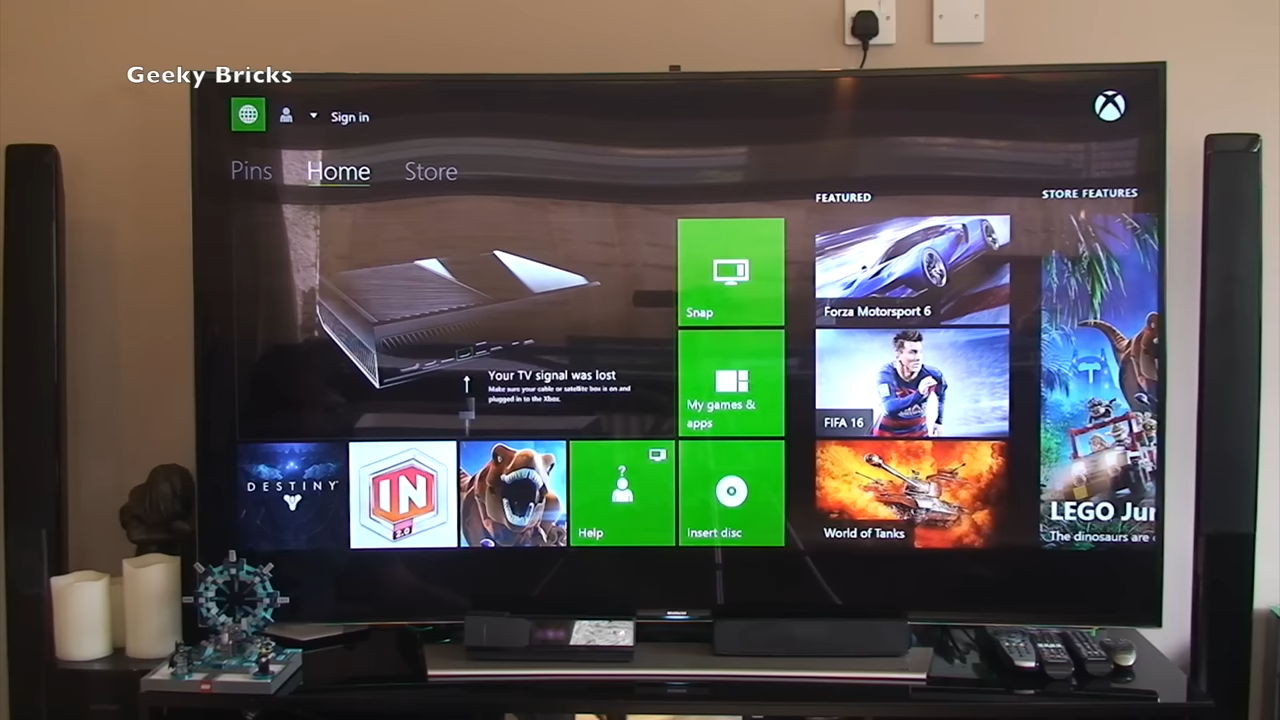 Geeky Bricks
Sign in
Pins Home Store
FEATURED
STORE FEATURES
Snap
Forza Motorsport 6
Your TV signal was lost
Make sure your cable or satellite box is on and
plugged in to the Xbox.
My games &
apps
FIFA 16
DESTINY
IN
2.0
?
Help
Insert disc
World of Tanks
LEGO Jur
The dinosaurs are